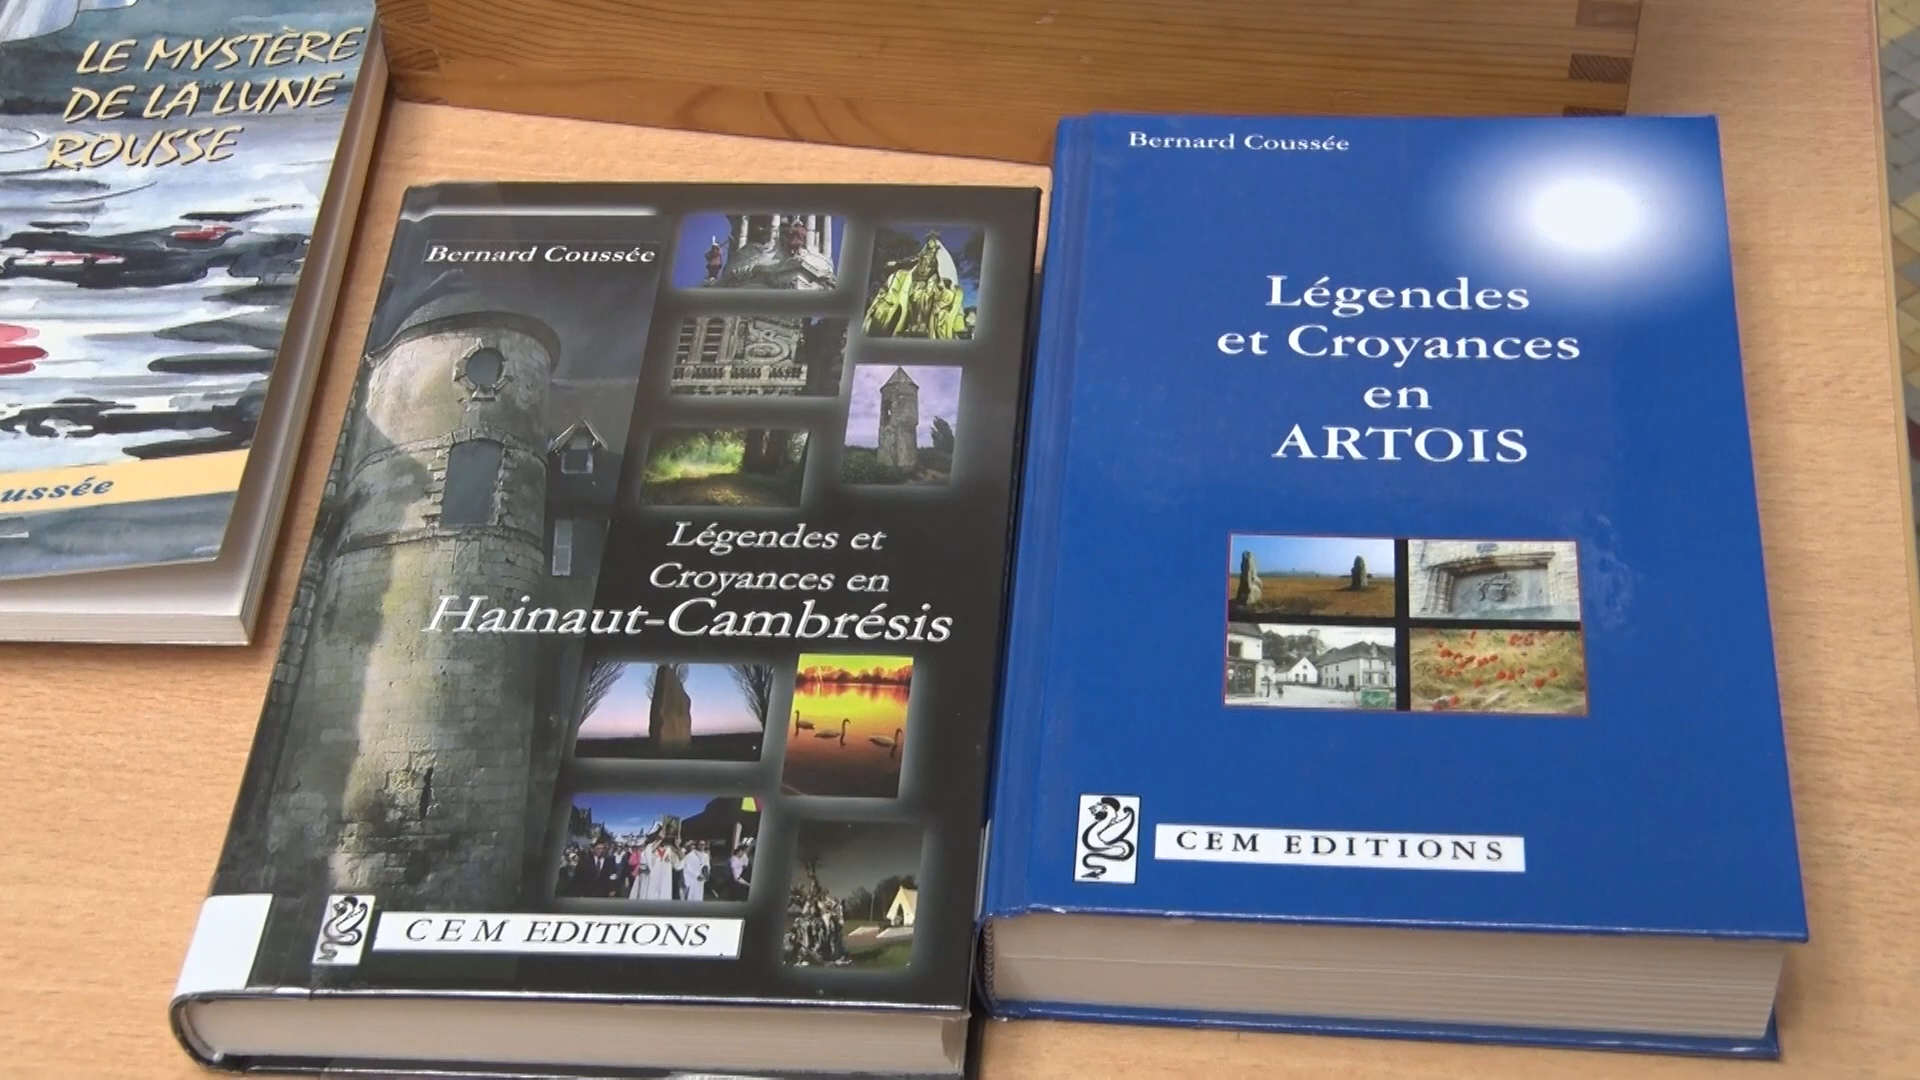 LE MYSTÈRE
DE LA LUNE
ROUSSE
ussée
Bernard Coussée
Légendes et
Croyances en
Hainaut-Cambrésis
CEM EDITIONS
Bernard Coussée
Légendes
et Croyances
en
ARTOIS
CEM EDITIONS